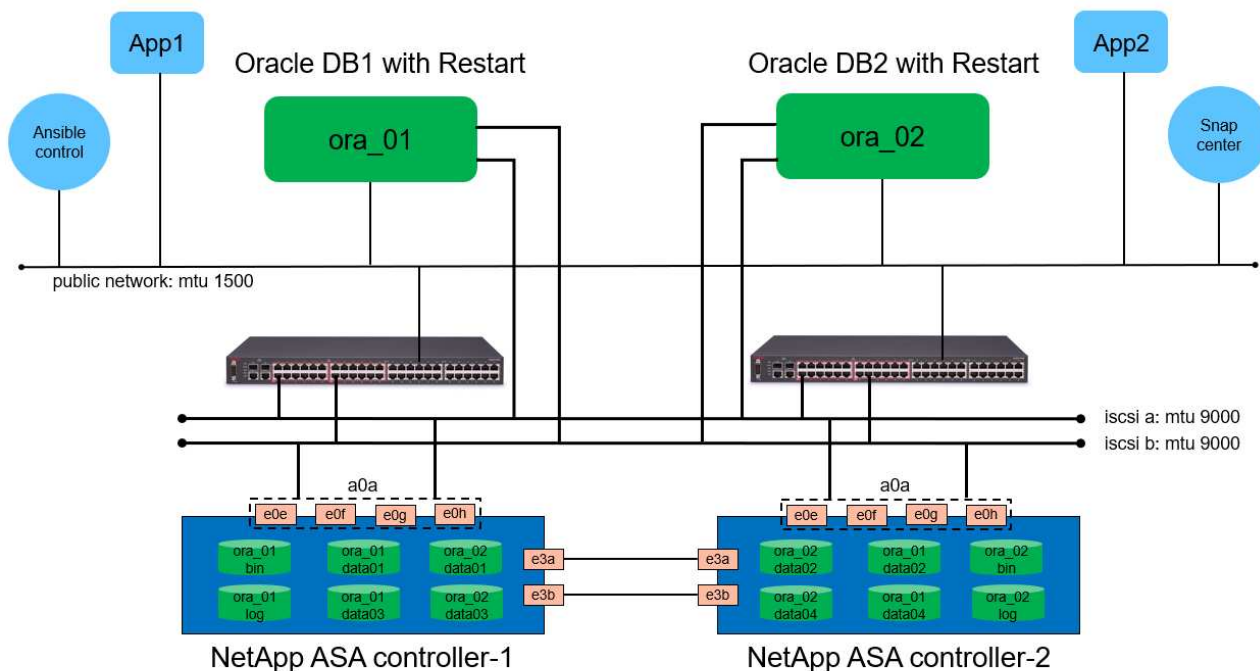 App1
App2
Oracle DB1 with Restart
Oracle DB2 with Restart
Ansible
control
ora_01
ora_02
Snap
center
public network: mtu 1500
iscsi a: mtu 9000
iscsi b: mtu 9000
a0a
a0a
e0e
e0f
e0g
e0h
e0e
e0f
e0g
e0h
ora_01
bin
ora_01
data01
ora_02
data01
e3a
e3a
ora_02
data02
ora_01
data02
ora_02
bin
ora_01
log
ora_01
data03
ora_02
data03
e3b
e3b
ora_02
data04
ora_01
data04
ora_02
log
NetApp ASA controller-1
NetApp ASA controller-2